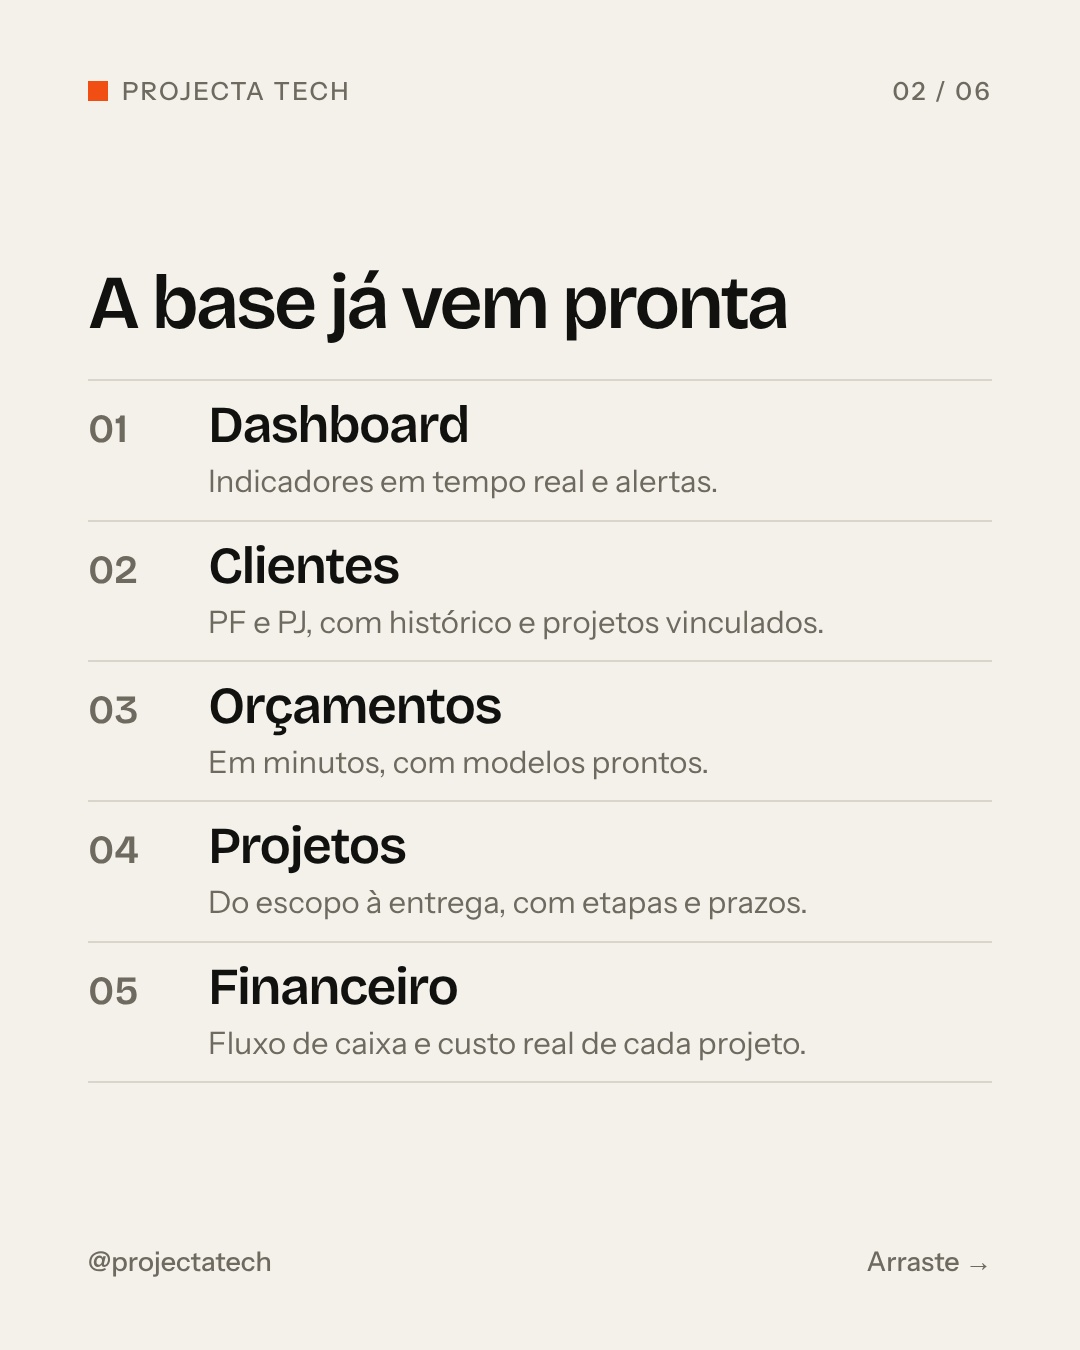 PROJECTA TECH
02 / 06
A base já vem pronta
01 Dashboard
Indicadores em tempo real e alertas.
02 Clientes
PF e PJ, com histórico e projetos vinculados.
03 Orçamentos
Em minutos, com modelos prontos.
04 Projetos
Do escopo à entrega, com etapas e prazos.
05 Financeiro
Fluxo de caixa e custo real de cada projeto.
@projectatech
Arraste →